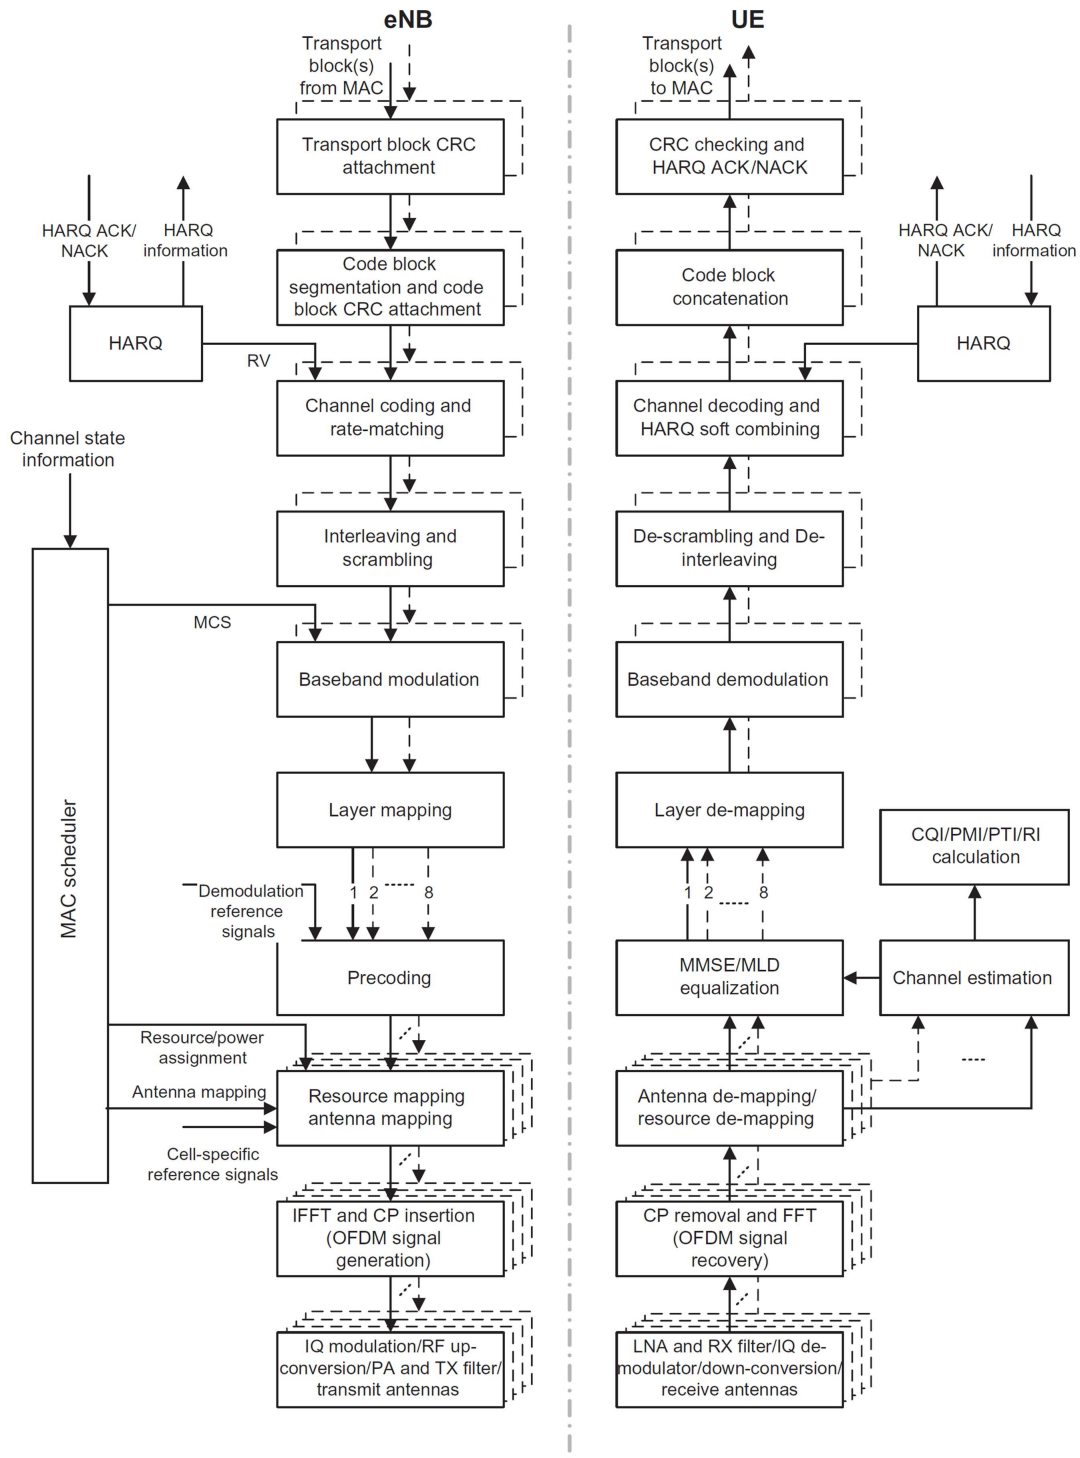 eNB
Transport
block(s)
from MAC
Transport block CRC
attachment
HARQ ACK/
NACK
HARQ
information
Code block
segmentation and code
block CRC attachment
HARQ
RV
Channel coding and
rate-matching
Channel state
information
Interleaving and
scrambling
MCS
Baseband modulation
MAC scheduler
Layer mapping
1 2 8
Demodulation
reference
signals
Precoding
Resource/power
assignment
Antenna mapping
Resource mapping
antenna mapping
Cell-specific
reference signals
IFFT and CP insertion
(OFDM signal
generation)
IQ modulation/RF up-
conversion/PA and TX filter/
transmit antennas
UE
Transport
block(s)
to MAC
CRC checking and
HARQ ACK/NACK
HARQ ACK/
NACK
HARQ
information
Code block
concatenation
HARQ
Channel decoding and
HARQ soft combining
De-scrambling and De-
interleaving
Baseband demodulation
Layer de-mapping
CQI/PMI/PTI/RI
calculation
1 2 8
MMSE/MLD
equalization
Channel estimation
Antenna de-mapping/
resource de-mapping
CP removal and FFT
(OFDM signal
recovery)
LNA and RX filter/IQ de-
modulator/down-conversion/
receive antennas